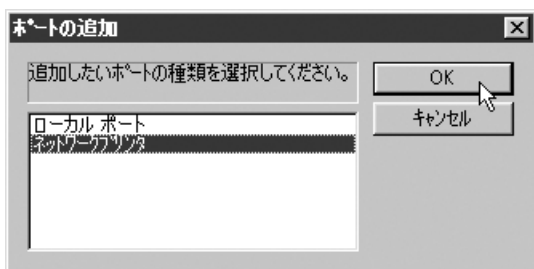 ﾎﾟｰﾄの追加
追加したいﾎﾟｰﾄの種類を選択してください。
OK
ローカル ポート
ｷｬﾝｾﾙ
ﾈｯﾄﾜｰｸﾌﾟﾘﾝﾀ